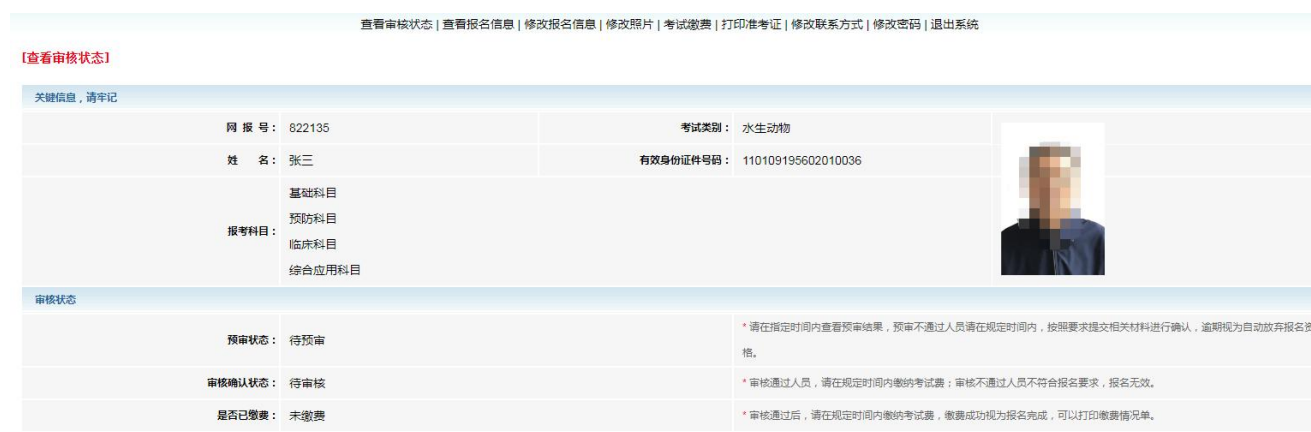 查看审核状态 | 查看报名信息 | 修改报名信息 | 修改照片 | 考试缴费 | 打印准考证 | 修改联系方式 | 修改密码 | 退出系统
[查看审核状态]
关键信息，请牢记
网 报 号： 822135 考试类别： 水生动物
姓 名： 张三 有效身份证件号码： 110109195602010036
报考科目：
基础科目
预防科目
临床科目
综合应用科目
审核状态
预审状态： 待预审 * 请在指定时间内查看预审结果，预审不通过人员请在规定时间内，按照要求提交相关材料进行确认，逾期视为自动放弃报名资
格。
审核确认状态： 待审核 * 审核通过人员，请在规定时间内缴纳考试费；审核不通过人员不符合报名要求，报名无效。
是否已缴费： 未缴费 * 审核通过后，请在规定时间内缴纳考试费，缴费成功视为报名完成，可以打印缴费情况单。